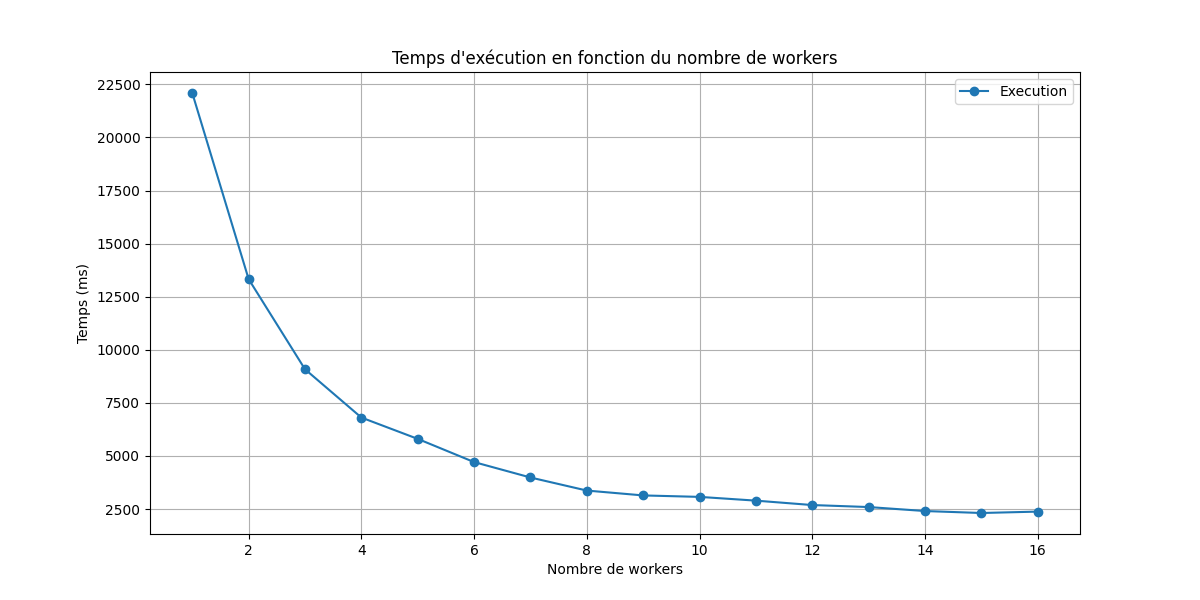 Temps d'exécution en fonction du nombre de workers
Execution
22500
20000
17500
15000
12500
10000
7500
5000
2500
Temps (ms)
2 4 6 8 10 12 14 16
Nombre de workers